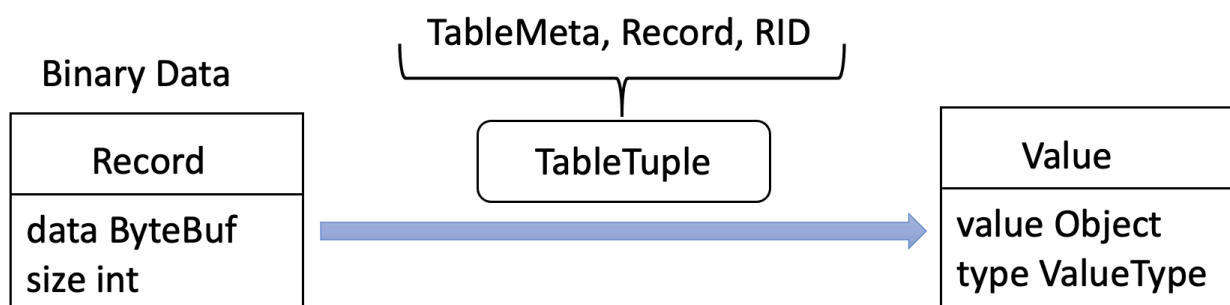 TableMeta, Record, RID
Binary Data
Record
TableTuple
Value
data ByteBuf
size int
value Object
type ValueType